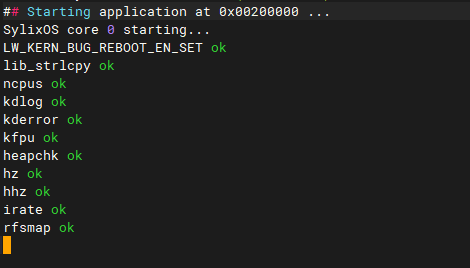 ## Starting application at 0x00200000 ...
SylixOS core 0 starting...
LW_KERN_BUG_REBOOT_EN_SET ok
lib_strlcpy ok
ncpus ok
kdlog ok
kderror ok
kfpu ok
heapchk ok
hz ok
hhz ok
irate ok
rfsmap ok